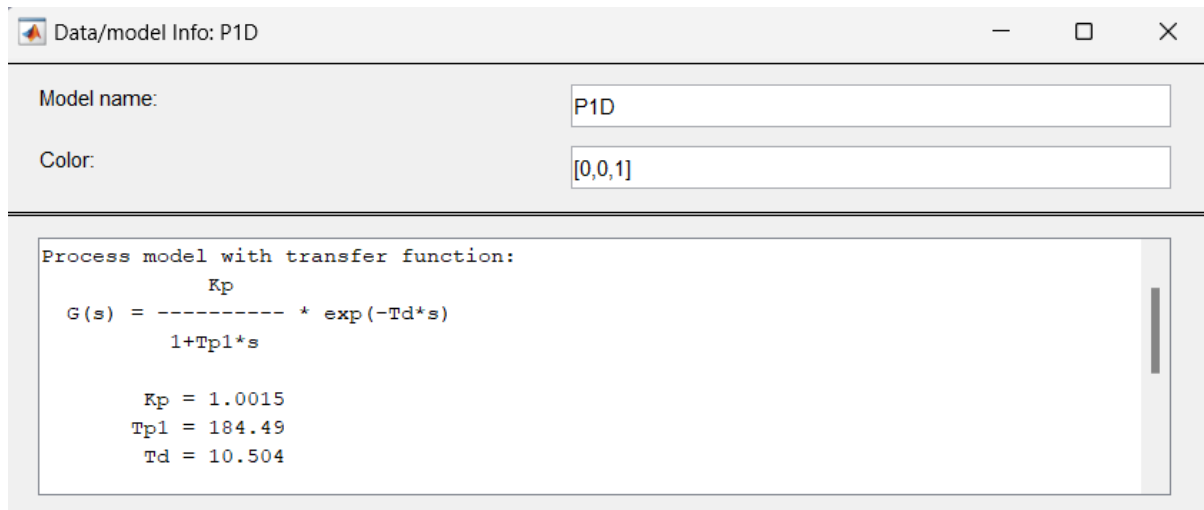 Data/model Info: P1D
Model name:
P1D
Color:
[0,0,1]
Process model with transfer function:
Kp
G(s) = ---------- * exp(-Td*s)
1+Tp1*s
Kp = 1.0015
Tp1 = 184.49
Td = 10.504